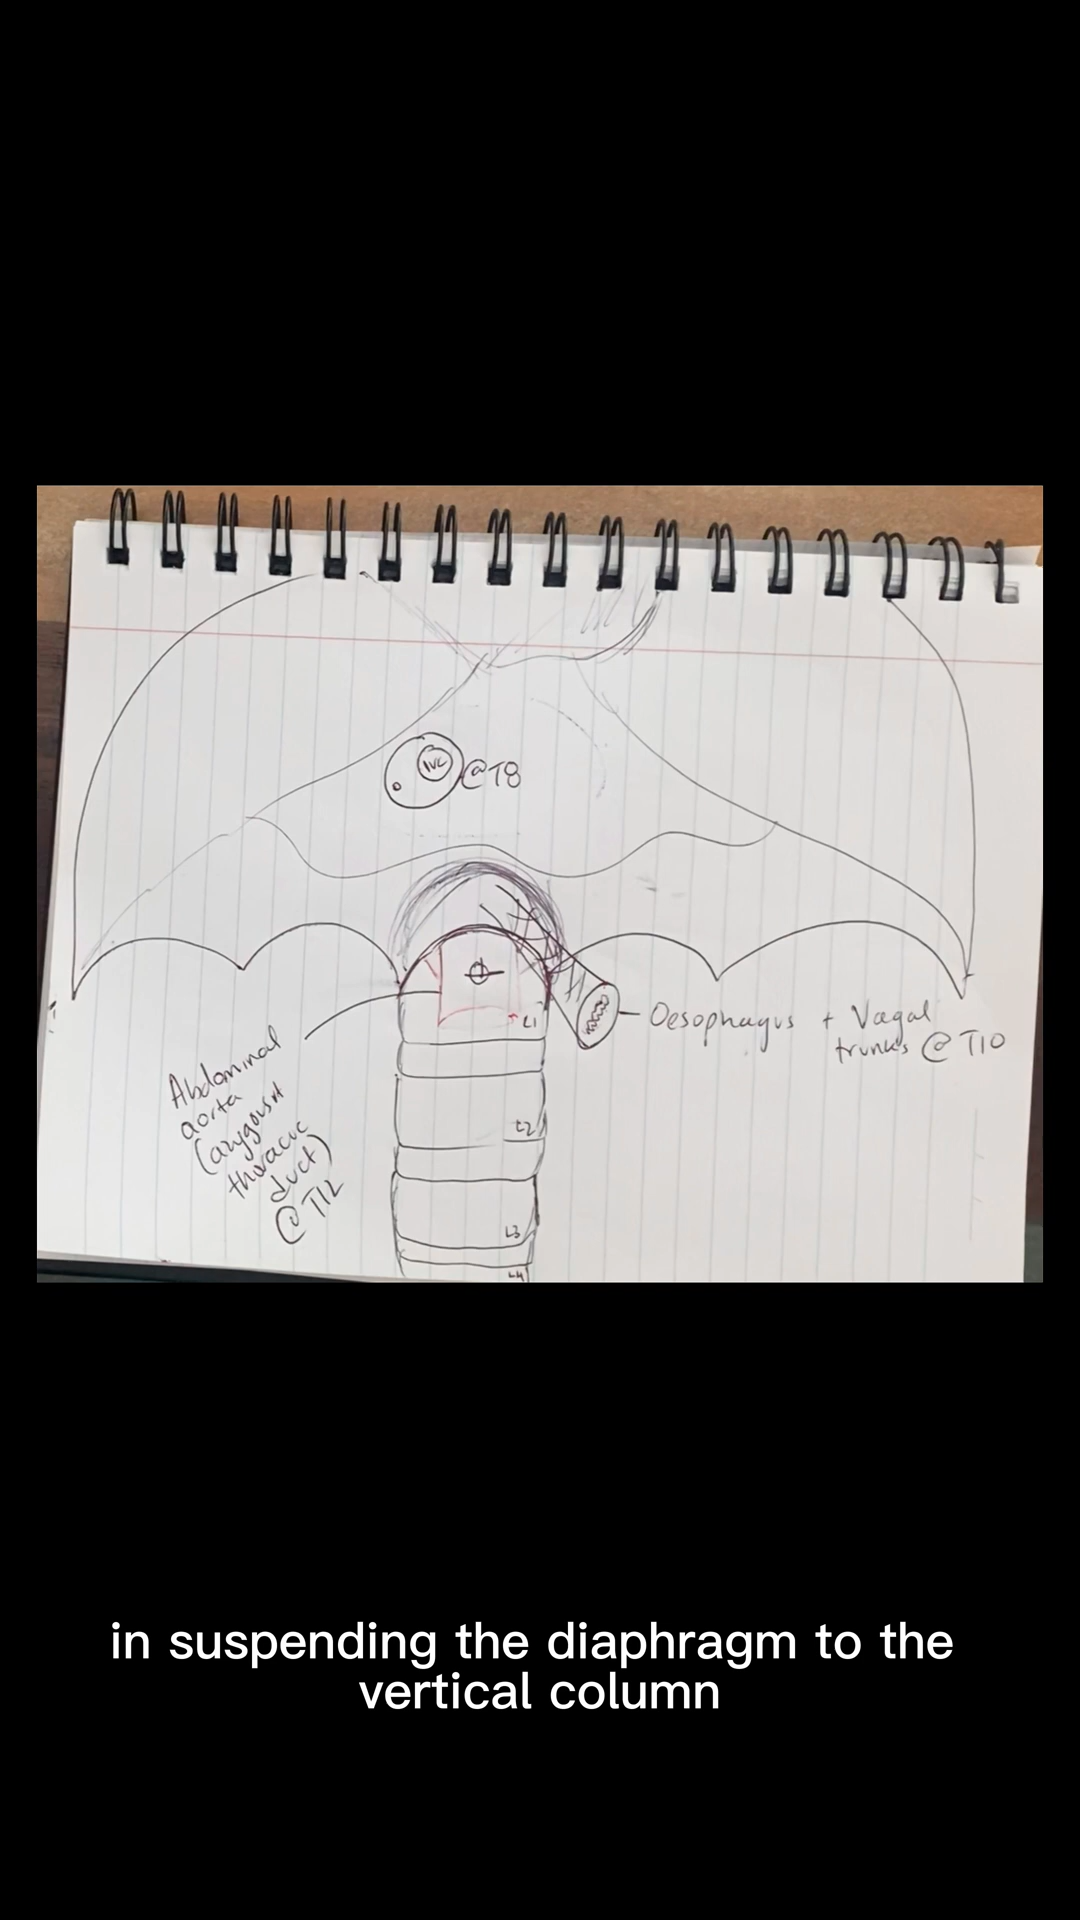 IVC
@T8
L1
Oesophagus + Vagal
trunks @ T10
Abdominal
aorta
(azygous +
thoracic
duct)
@ T12
L2
L3
L4
in suspending the diaphragm to the
vertical column